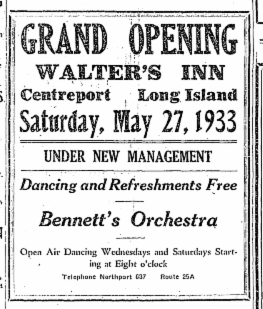 GRAND OPENING
WALTER'S INN
Centreport Long Island
Saturday, May 27, 1933
UNDER NEW MANAGEMENT
Dancing and Refreshments Free
Bennett's Orchestra
Open Air Dancing Wednesdays and Saturdays Start-
ing at Eight o'clock
Telephone Northport 637 Route 25A